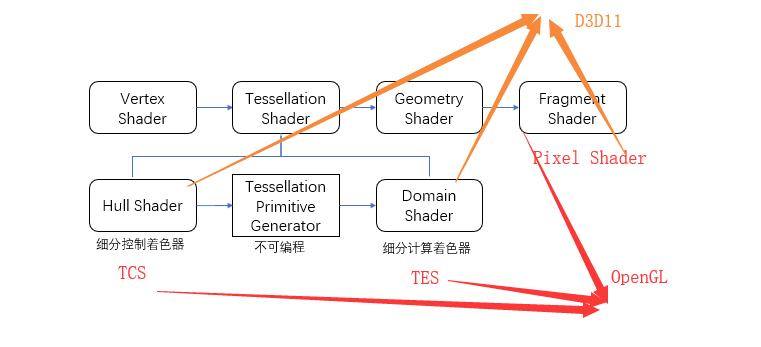 D3D11
Vertex
Shader
Tessellation
Shader
Geometry
Shader
Fragment
Shader
Pixel Shader
Hull Shader
Tessellation
Primitive
Generator
Domain
Shader
细分控制着色器
不可编程
细分计算着色器
TCS
TES
OpenGL